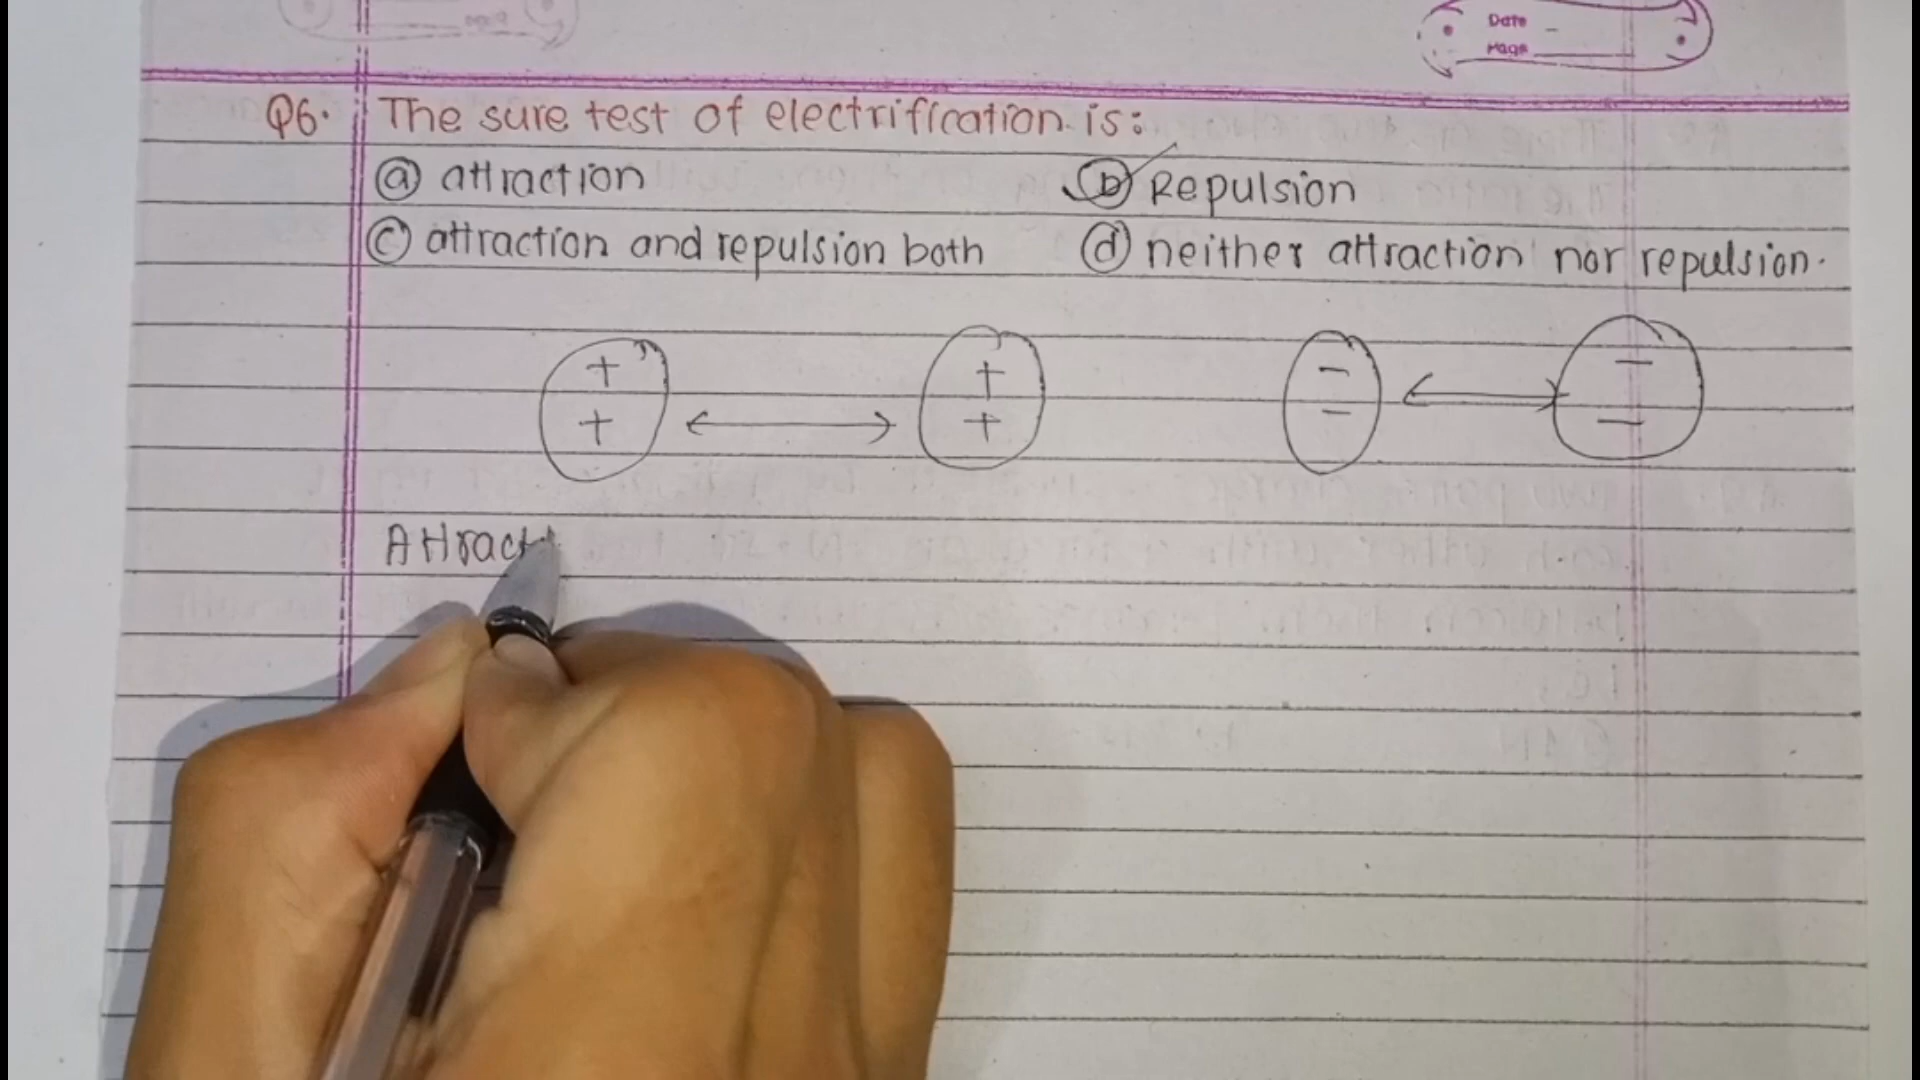 Date
Page
Q6. The sure test of electrification is:
(a) attraction (b) Repulsion
(c) attraction and repulsion both (d) neither attraction nor repulsion.
+ + - -
+ + - -
Attract